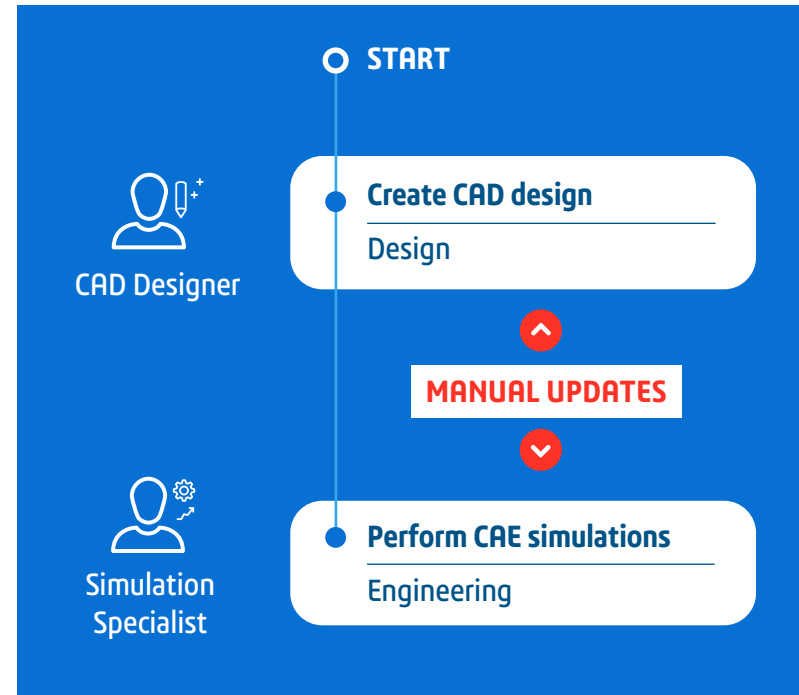 START
Create CAD design
Design
CAD Designer
MANUAL UPDATES
Perform CAE simulations
Engineering
Simulation
Specialist